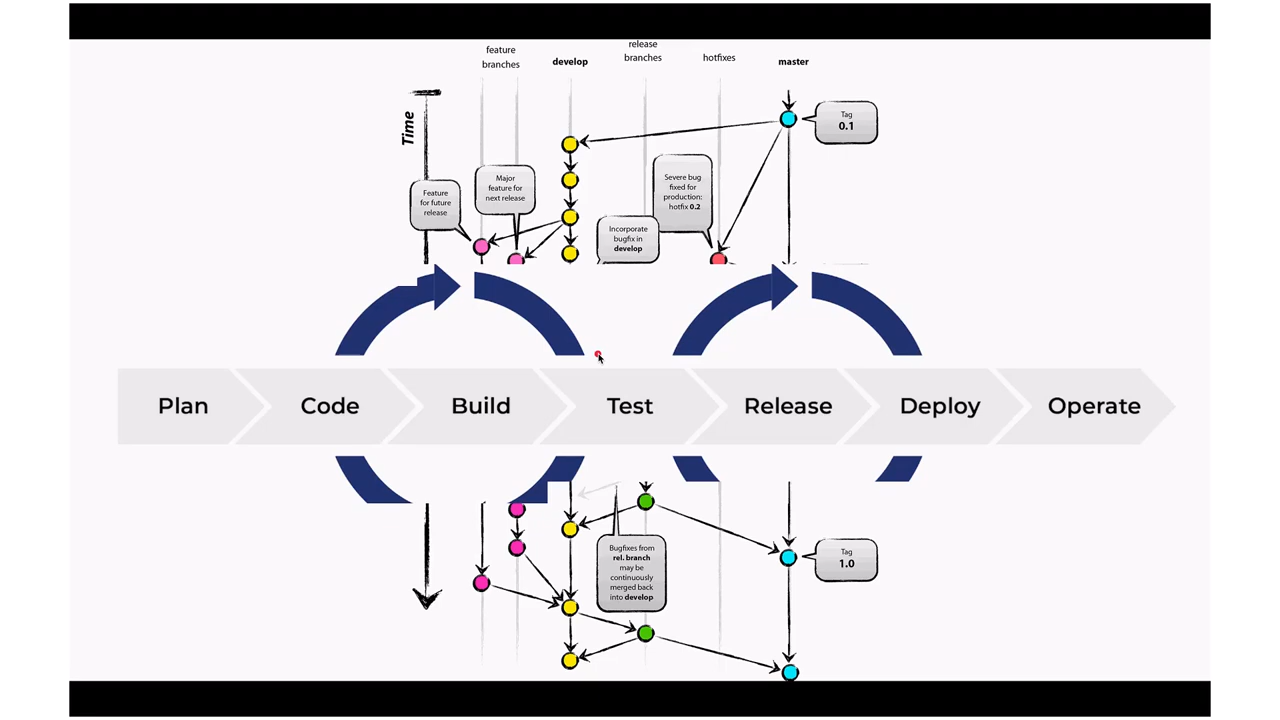 feature
branches
develop
release
branches
hotfixes
master
Time
Tag
0.1
Feature
for future
release
Major
feature for
next release
Severe bug
fixed for
production:
hotfix 0.2
Incorporate
bugfix in
develop
Plan
Code
Build
Test
Release
Deploy
Operate
Bugfixes from
rel. branch
may be
continuously
merged back
into develop
Tag
1.0